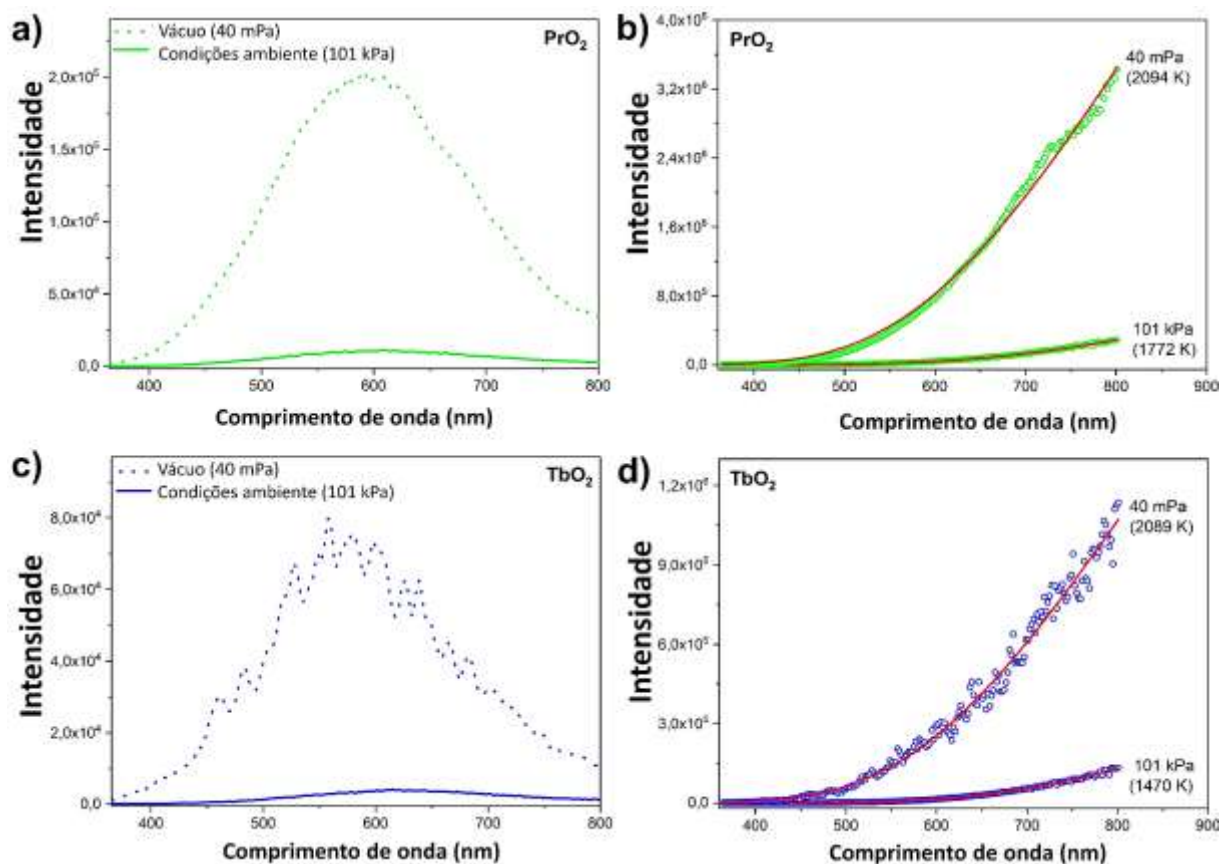 a)
Vácuo (40 mPa)
Condições ambiente (101 kPa)
PrO₂
2,0x10⁵
1,5x10⁵
1,0x10⁵
5,0x10⁴
0,0
Intensidade
400 500 600 700 800
Comprimento de onda (nm)
b)
PrO₂
4,0x10⁶
3,2x10⁶
2,4x10⁶
1,6x10⁶
8,0x10⁵
0,0
Intensidade
40 mPa
(2094 K)
101 kPa
(1772 K)
400 500 600 700 800 900
Comprimento de onda (nm)
c)
Vácuo (40 mPa)
Condições ambiente (101 kPa)
TbO₂
8,0x10⁴
6,0x10⁴
4,0x10⁴
2,0x10⁴
0,0
Intensidade
400 500 600 700 800
Comprimento de onda (nm)
d)
TbO₂
1,2x10⁶
9,0x10⁵
6,0x10⁵
3,0x10⁵
0,0
Intensidade
40 mPa
(2089 K)
101 kPa
(1470 K)
400 500 600 700 800 900
Comprimento de onda (nm)